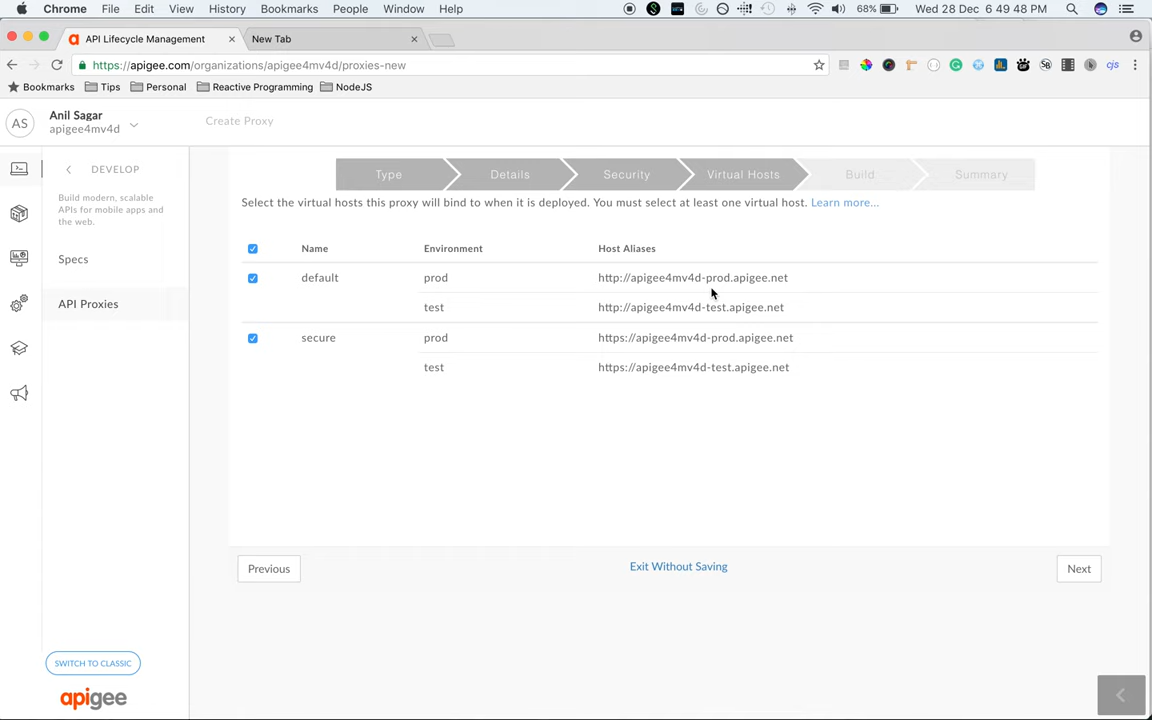 Chrome File Edit View History Bookmarks People Window Help 68% Wed 28 Dec 6 49 48 PM
API Lifecycle Management New Tab
https://apigee.com/organizations/apigee4mv4d/proxies-new
Bookmarks Tips Personal Reactive Programming NodeJS
AS
Anil Sagar
apigee4mv4d
Create Proxy
DEVELOP
Build modern, scalable
APIs for mobile apps and
the web.
Specs
API Proxies
SWITCH TO CLASSIC
apigee
Type Details Security Virtual Hosts Build Summary
Select the virtual hosts this proxy will bind to when it is deployed. You must select at least one virtual host. Learn more...
Name Environment Host Aliases
default prod http://apigee4mv4d-prod.apigee.net
test http://apigee4mv4d-test.apigee.net
secure prod https://apigee4mv4d-prod.apigee.net
test https://apigee4mv4d-test.apigee.net
Previous Exit Without Saving Next